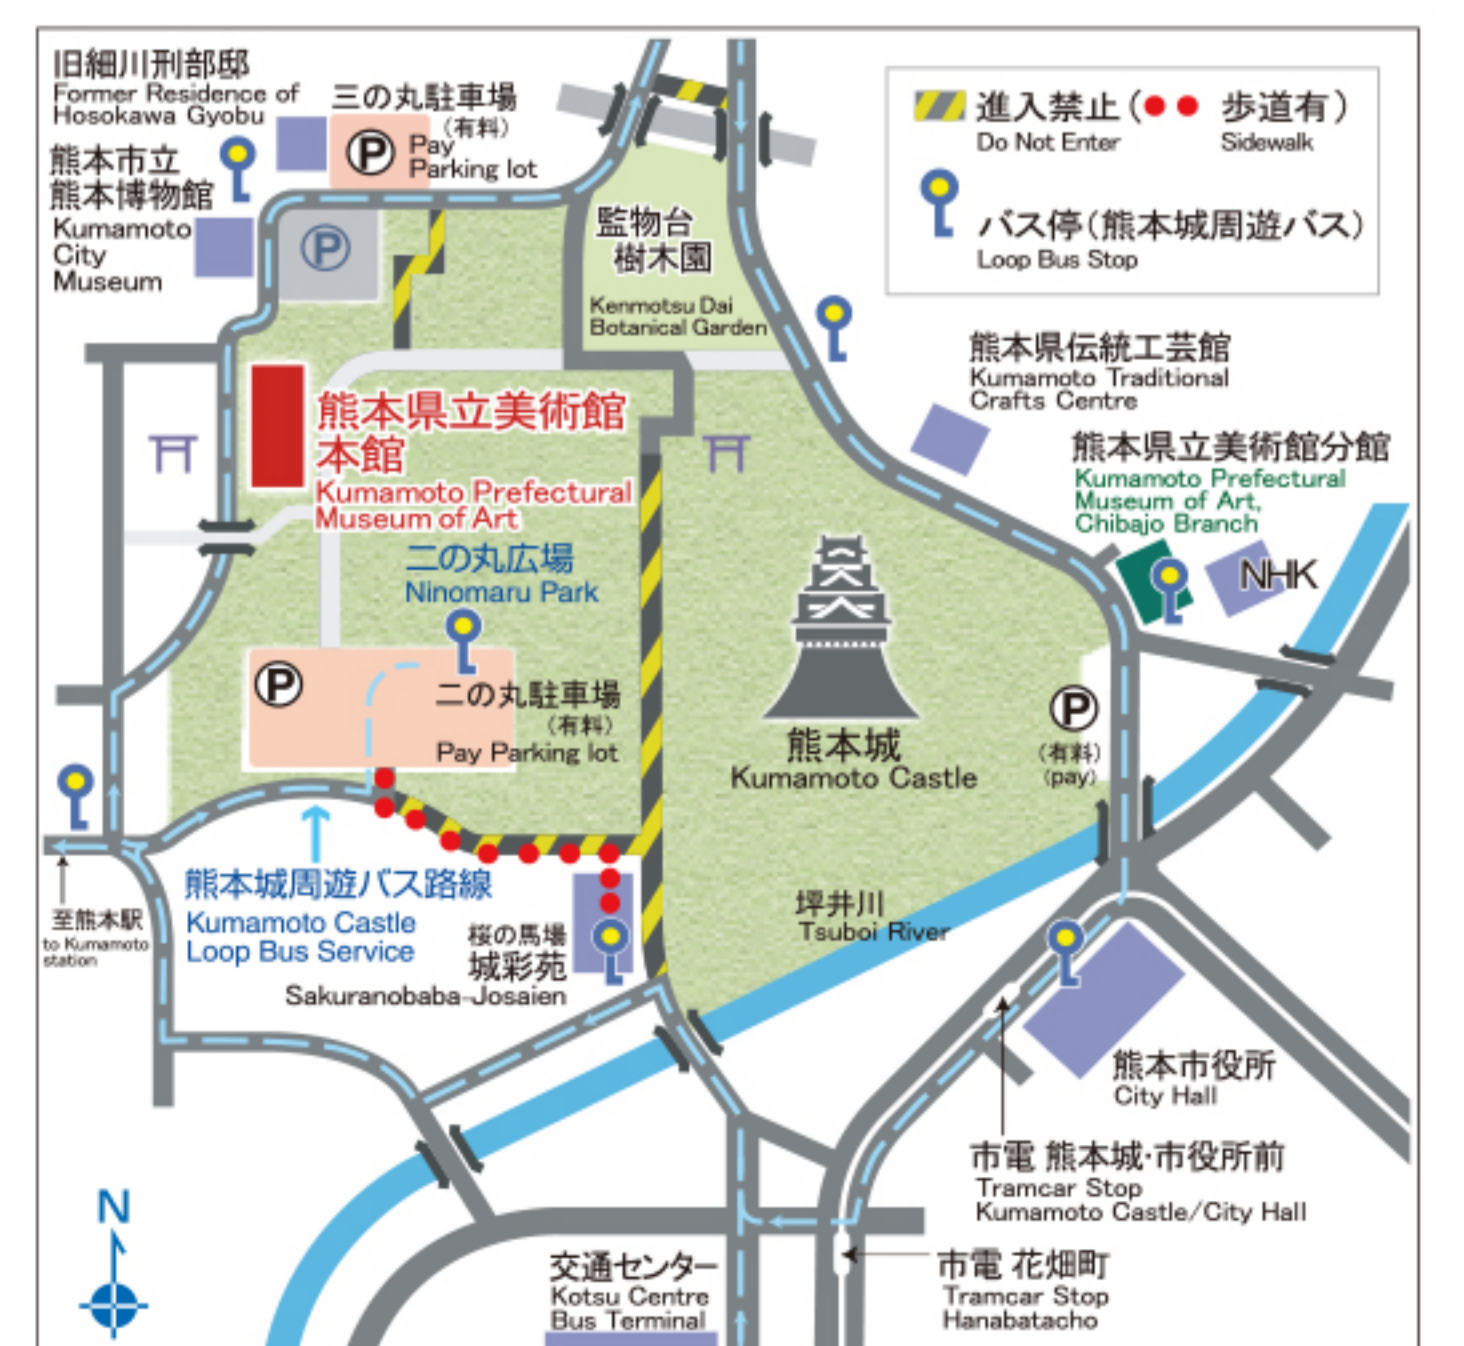 旧細川刑部邸
Former Residence of
Hosokawa Gyobu
三の丸駐車場
(有料)
P
Pay
Parking lot
熊本市立
熊本博物館
Kumamoto
City
Museum
P
監物台
樹木園
Kenmotsu Dai
Botanical Garden
進入禁止(
歩道有)
Do Not Enter
Sidewalk
バス停(熊本城周遊バス)
Loop Bus Stop
熊本県伝統工芸館
Kumamoto Traditional
Crafts Centre
熊本県立美術館分館
Kumamoto Prefectural
Museum of Art,
Chibajo Branch
NHK
熊本県立美術館
本館
Kumamoto Prefectural
Museum of Art
二の丸広場
Ninomaru Park
P
二の丸駐車場
(有料)
Pay Parking lot
熊本城
Kumamoto Castle
P
(有料)
(pay)
至熊本駅
to Kumamoto
station
熊本城周遊バス路線
Kumamoto Castle
Loop Bus Service
桜の馬場
城彩苑
Sakuranobaba-Josaien
坪井川
Tsuboi River
熊本市役所
City Hall
市電 熊本城・市役所前
Tramcar Stop
Kumamoto Castle/City Hall
市電 花畑町
Tramcar Stop
Hanabatacho
交通センター
Kotsu Centre
Bus Terminal
N